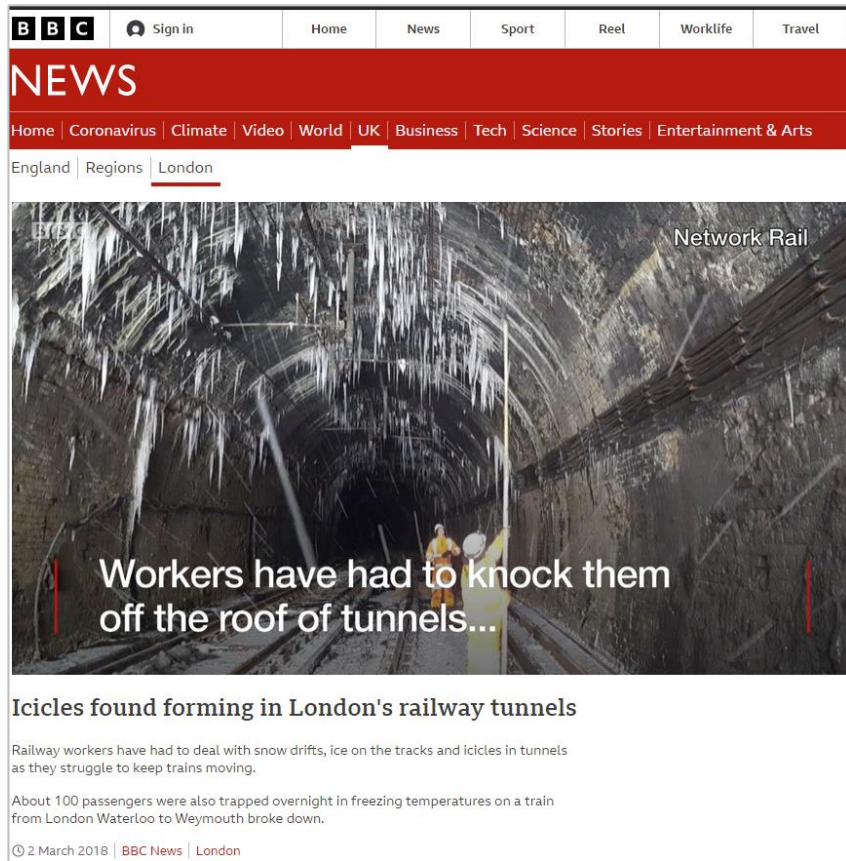 BBC Sign in Home News Sport Reel Worklife Travel
NEWS
Home Coronavirus Climate Video World UK Business Tech Science Stories Entertainment & Arts
England Regions London
BBC
Network Rail
Workers have had to knock them
off the roof of tunnels...
Icicles found forming in London's railway tunnels
Railway workers have had to deal with snow drifts, ice on the tracks and icicles in tunnels
as they struggle to keep trains moving.
About 100 passengers were also trapped overnight in freezing temperatures on a train
from London Waterloo to Weymouth broke down.
2 March 2018 BBC News London